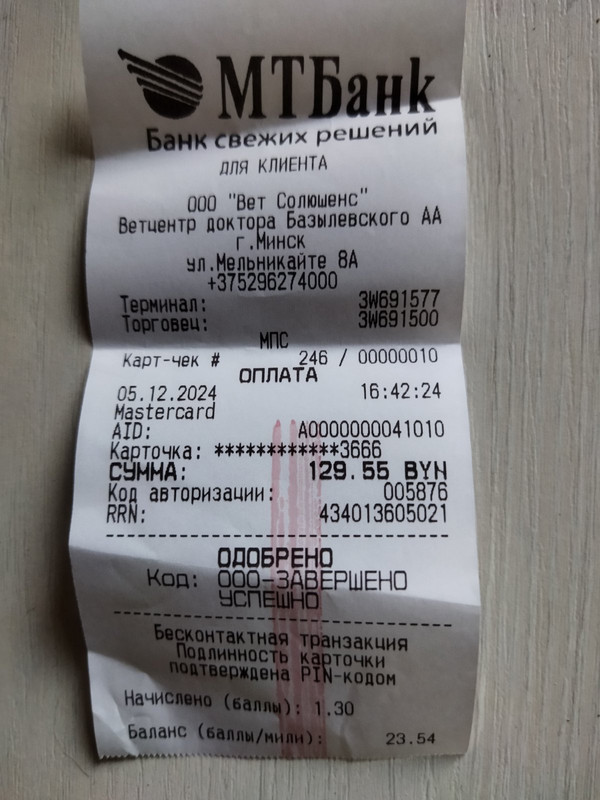 МТБанк
Банк свежих решений
ДЛЯ КЛИЕНТА
ООО "Вет Солюшенс"
Ветцентр доктора Базылевского АА
г.Минск
ул.Мельникайте 8А
+375296274000
Терминал: 3W691577
Торговец: 3W691500
МПС
Карт-чек # 246 / 00000010
ОПЛАТА
05.12.2024 16:42:24
Mastercard
AID: A0000000041010
Карточка: ************3666
СУММА: 129.55 BYN
Код авторизации: 005876
RRN: 434013605021
ОДОБРЕНО
Код: 000-ЗАВЕРШЕНО
УСПЕШНО
Бесконтактная транзакция
Подлинность карточки
подтверждена PIN-кодом
Начислено (баллы): 1.30
Баланс (баллы/мили): 23.54